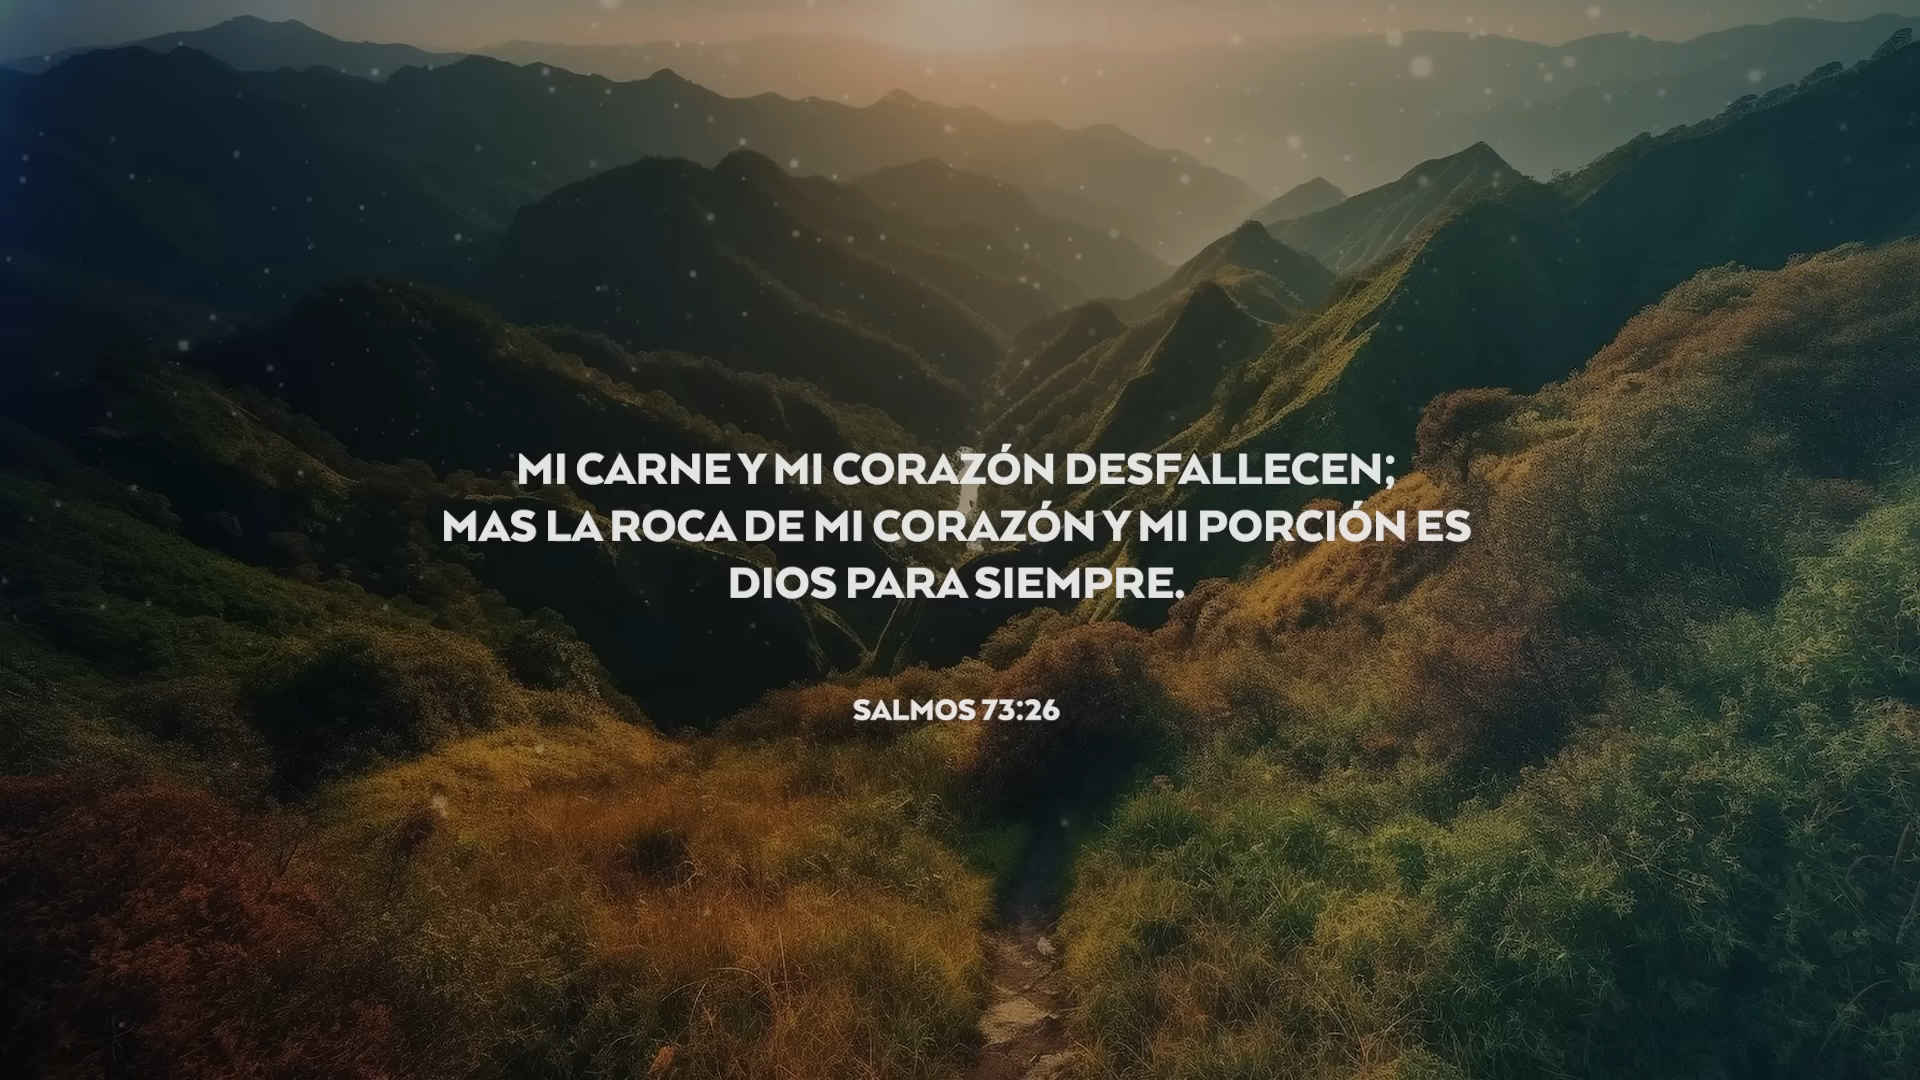 MI CARNE Y MI CORAZÓN DESFALLECEN;
MAS LA ROCA DE MI CORAZÓN Y MI PORCIÓN ES
DIOS PARA SIEMPRE.
SALMOS 73:26